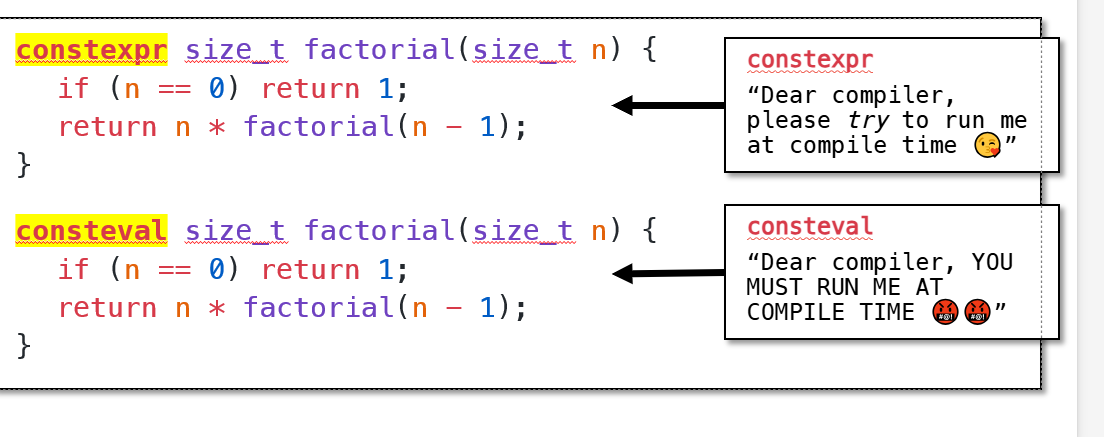 constexpr size_t factorial(size_t n) {
if (n == 0) return 1;
return n * factorial(n − 1);
}
constexpr
“Dear compiler,
please try to run me
at compile time 😘”
consteval size_t factorial(size_t n) {
if (n == 0) return 1;
return n * factorial(n − 1);
}
consteval
“Dear compiler, YOU
MUST RUN ME AT
COMPILE TIME 🤬🤬”